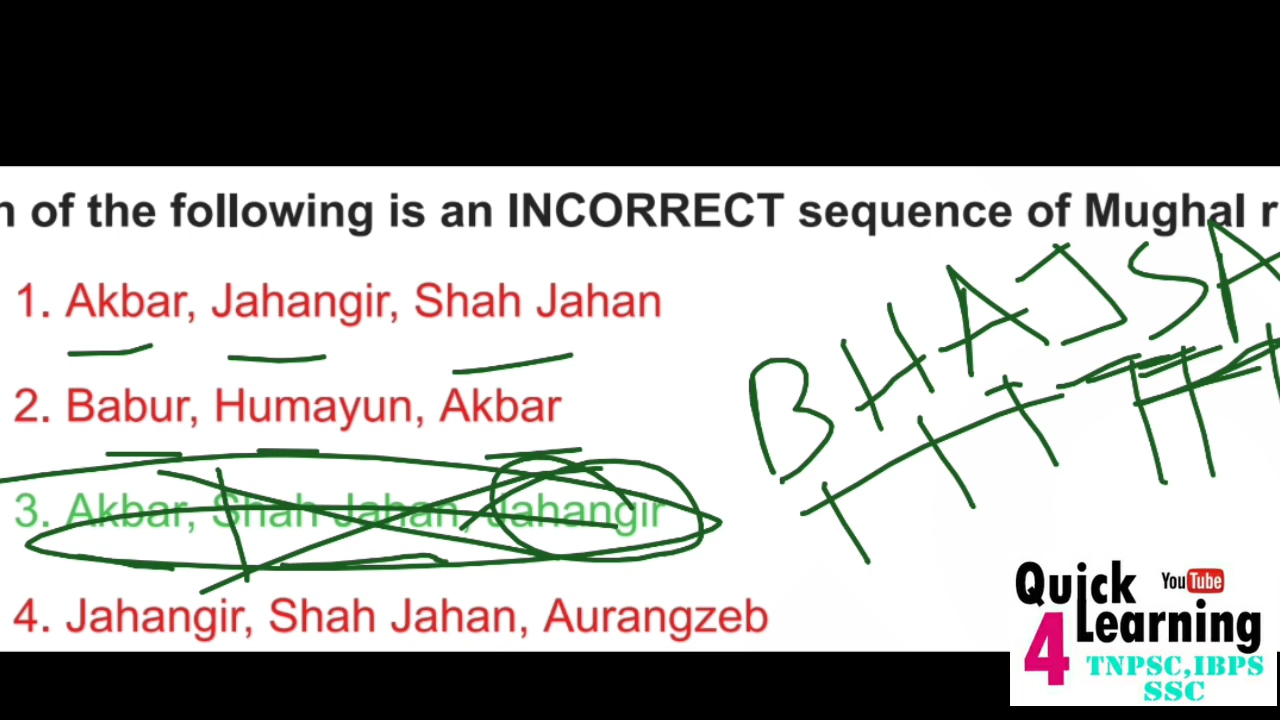 n of the following is an INCORRECT sequence of Mughal r
1. Akbar, Jahangir, Shah Jahan
2. Babur, Humayun, Akbar
3. Akbar, Shah Jahan, Jahangir
4. Jahangir, Shah Jahan, Aurangzeb
BHAJSA
Quick YouTube
4 Learning
TNPSC,IBPS
SSC